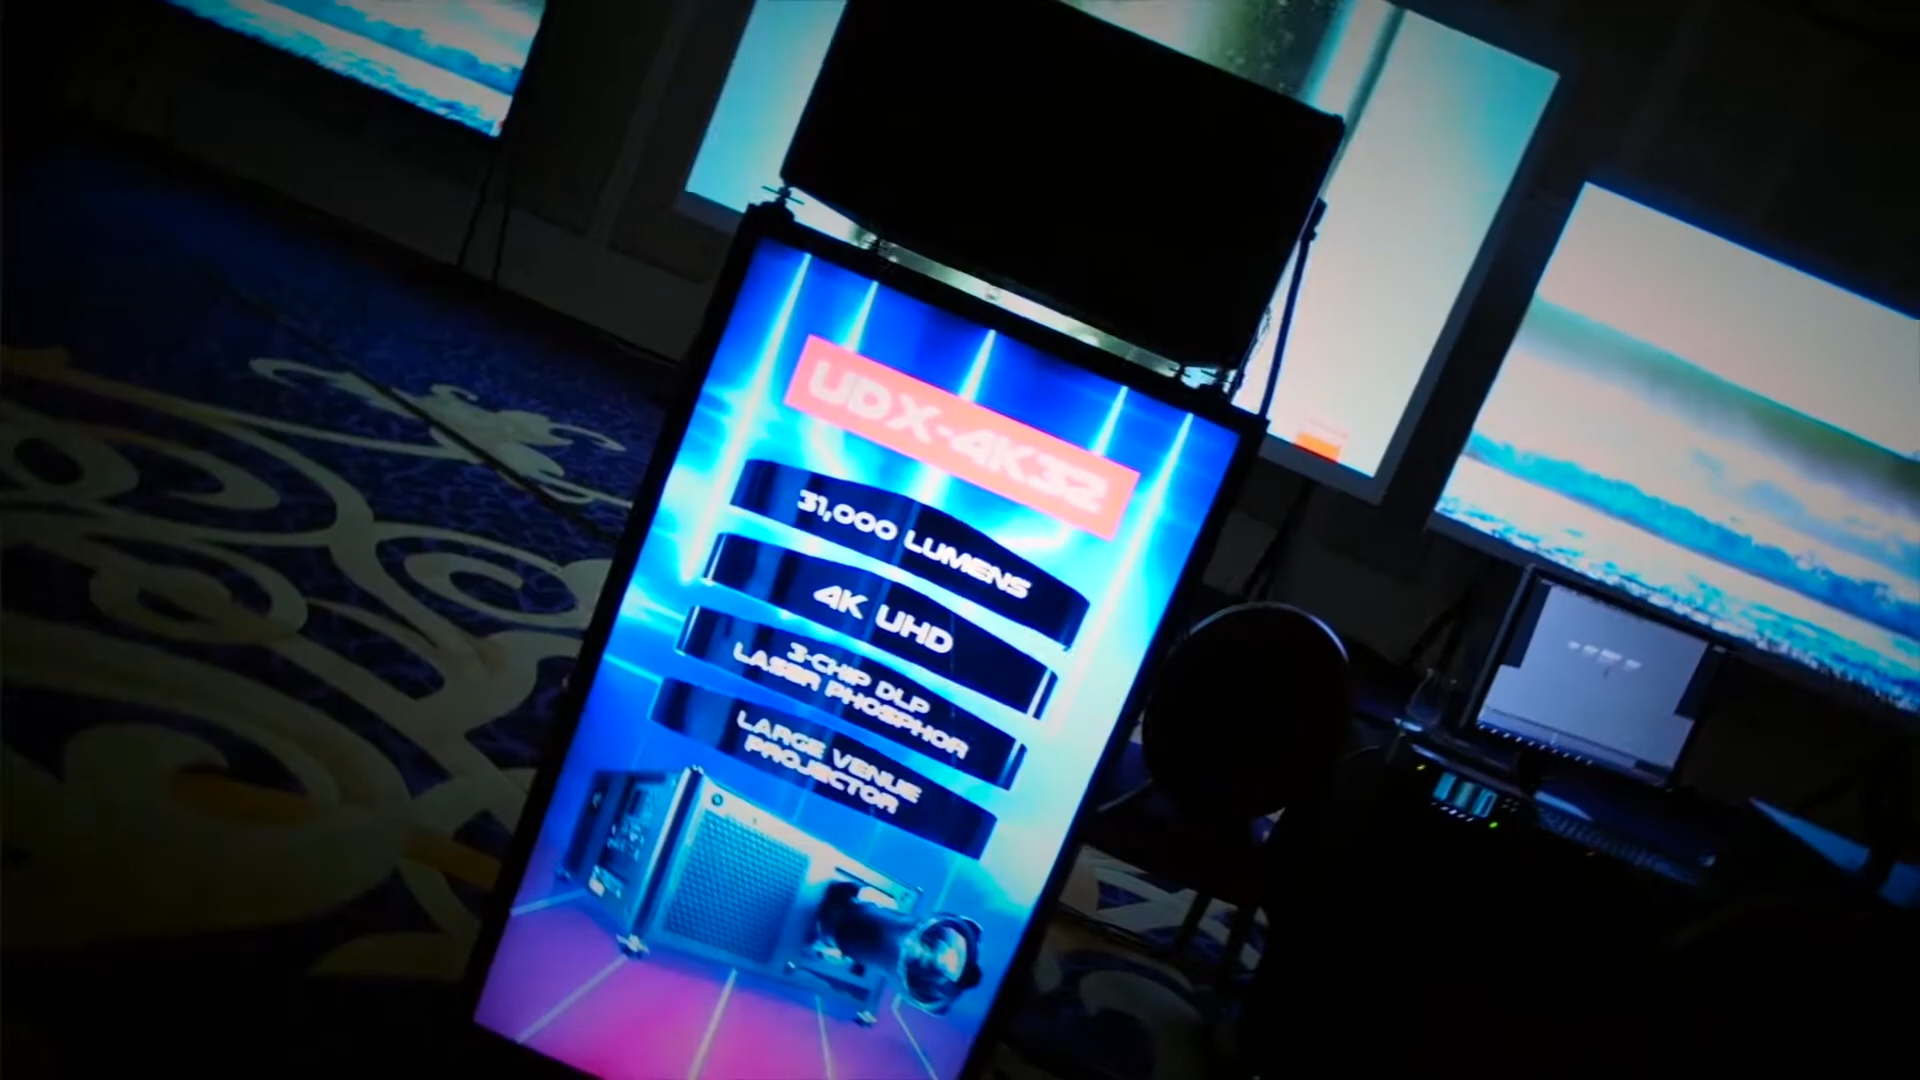 UDX-4K32
31,000 LUMENS
4K UHD
3-CHIP DLP
LASER PHOSPHOR
LARGE VENUE
PROJECTOR